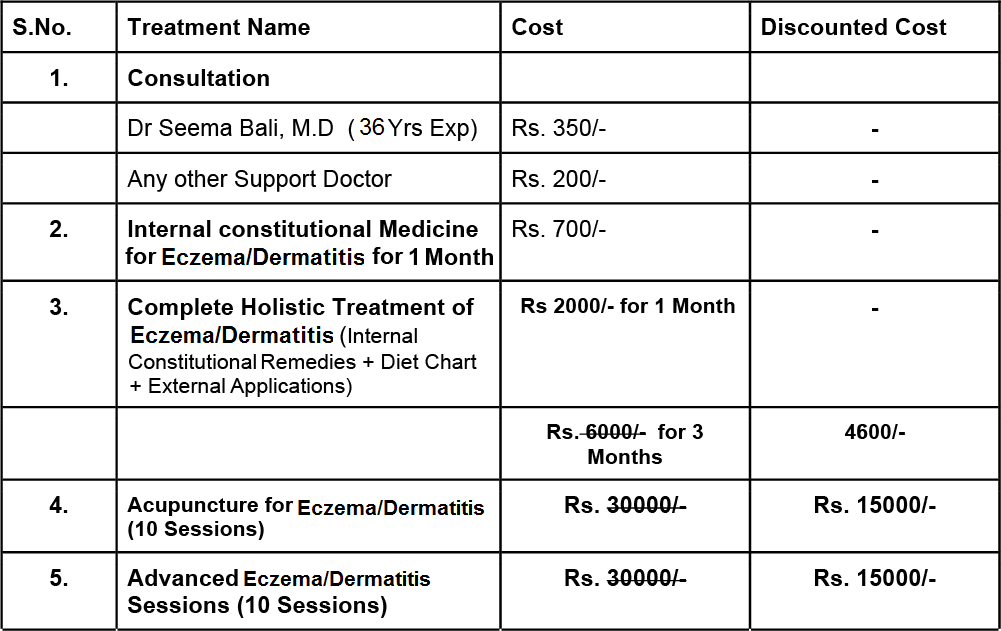 S.No. Treatment Name Cost Discounted Cost
1. Consultation
Dr Seema Bali, M.D ( 36 Yrs Exp) Rs. 350/- -
Any other Support Doctor Rs. 200/- -
2. Internal constitutional Medicine Rs. 700/- -
for Eczema/Dermatitis for 1 Month
3. Complete Holistic Treatment of Rs 2000/- for 1 Month -
Eczema/Dermatitis (Internal
Constitutional Remedies + Diet Chart
+ External Applications)
Rs. 6000/- for 3 4600/-
Months
4. Acupuncture for Eczema/Dermatitis Rs. 30000/- Rs. 15000/-
(10 Sessions)
5. Advanced Eczema/Dermatitis Rs. 30000/- Rs. 15000/-
Sessions (10 Sessions)